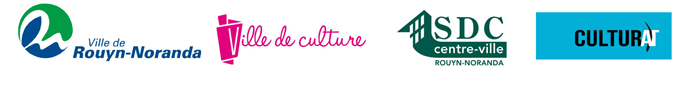 Ville de
Rouyn-Noranda
Ville de culture
SDC
centre-ville
ROUYN-NORANDA
CULTURAT